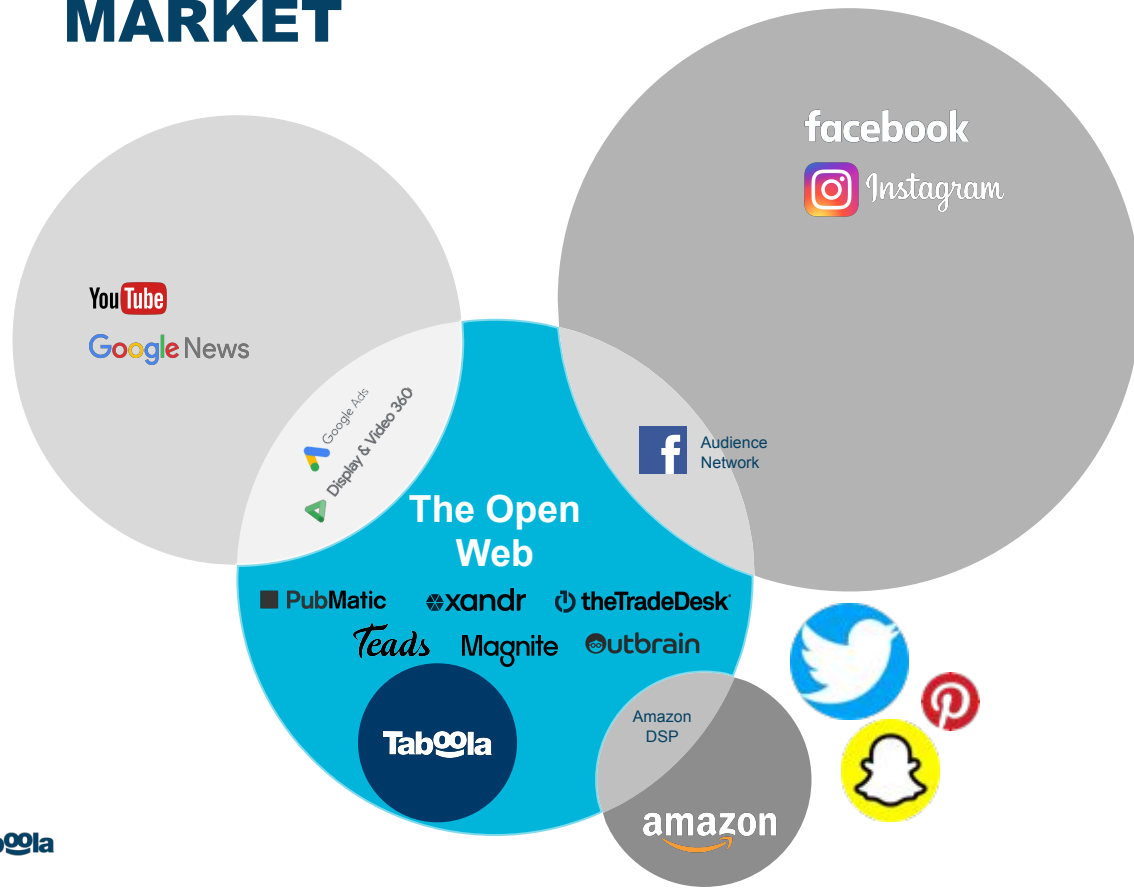 MARKET
facebook
Instagram
YouTube
Google News
Google Ads
Display & Video 360
f
Audience
Network
The Open
Web
PubMatic xandr theTradeDesk
Teads Magnite Outbrain
Taboola
Amazon
DSP
amazon
oola